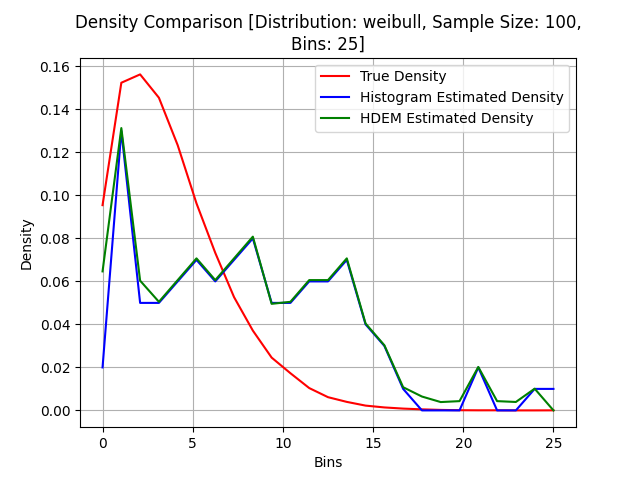 Density Comparison [Distribution: weibull, Sample Size: 100,
Bins: 25]
True Density
Histogram Estimated Density
HDEM Estimated Density
Density
0.16
0.14
0.12
0.10
0.08
0.06
0.04
0.02
0.00
0 5 10 15 20 25
Bins